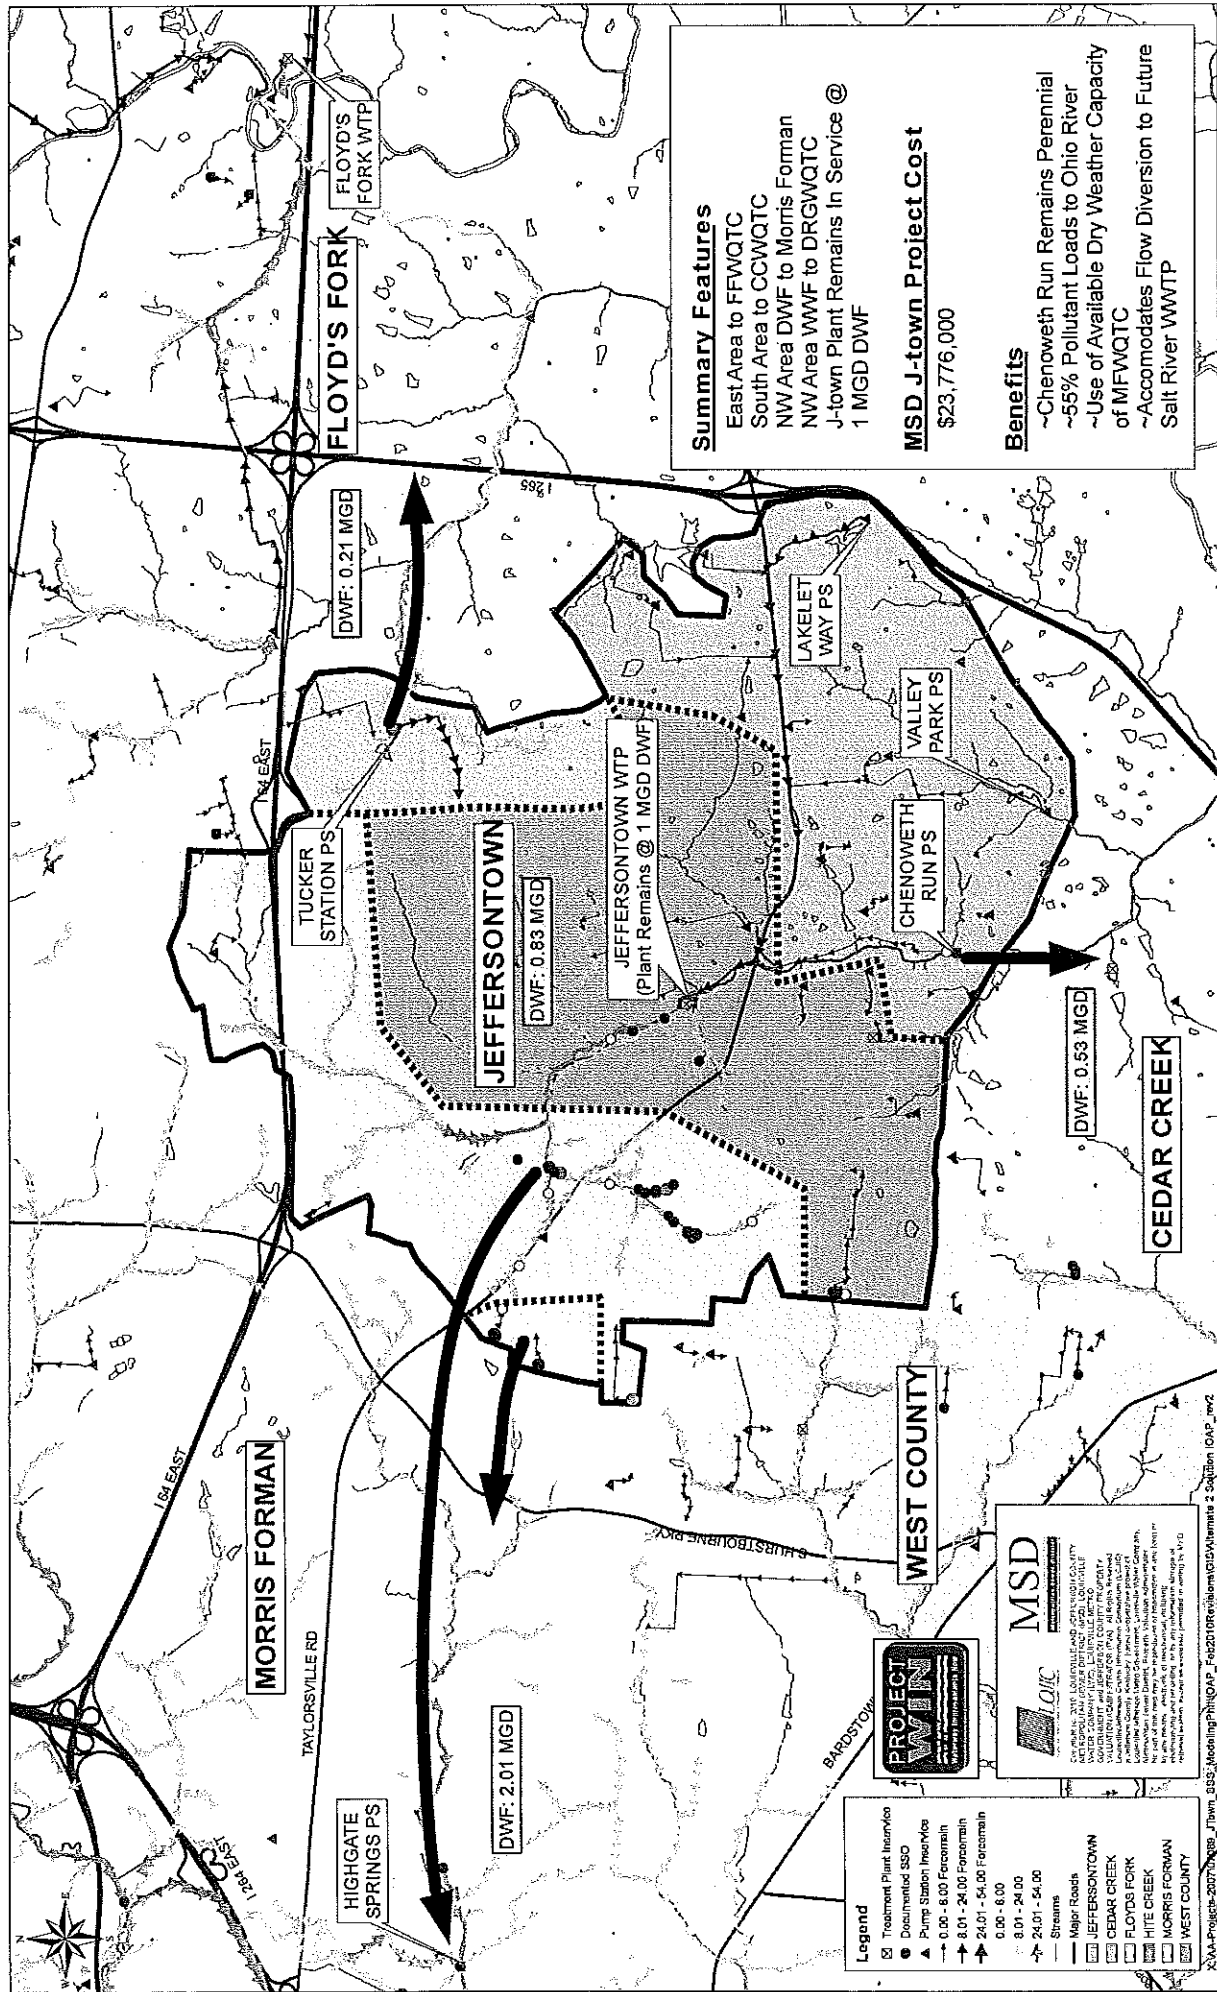 FLOYD'S
FORK WTP
FLOYD'S FORK
DWF: 0.21 MGD
I 265
I 64 EAST
TUCKER
STATION PS
JEFFERSONTOWN
DWF: 0.83 MGD
JEFFERSONTOWN WTP
(Plant Remains @ 1 MGD DWF)
LAKELET
WAY PS
VALLEY
PARK PS
CHENOWETH
RUN PS
DWF: 0.53 MGD
CEDAR CREEK
I 64 EAST
MORRIS FORMAN
TAYLORSVILLE RD
I 264 EAST
HIGHGATE
SPRINGS PS
DWF: 2.01 MGD
S HURSTBOURNE PKY
WEST COUNTY
BARDSTOW
N
E
S
W
Summary Features
East Area to FFWQTC
South Area to CCWQTC
NW Area DWF to Morris Forman
NW Area WWF to DRGWQTC
J-town Plant Remains In Service @
1 MGD DWF
MSD J-town Project Cost
$23,776,000
Benefits
~Chenoweth Run Remains Perennial
~55% Pollutant Loads to Ohio River
~Use of Available Dry Weather Capacity
of MFWQTC
~Accomodates Flow Diversion to Future
Salt River WWTP
PROJECT
WIN
LOJIC
MSD
Legend
Treatment Plant Inservice
Documented SSO
Pump Station Inservice
0.00 - 8.00 Forcemain
8.01 - 24.00 Forcemain
24.01 - 54.00 Forcemain
0.00 - 8.00
8.01 - 24.00
24.01 - 54.00
Streams
Major Roads
JEFFERSONTOWN
CEDAR CREEK
FLOYDS FORK
HITE CREEK
MORRIS FORMAN
WEST COUNTY